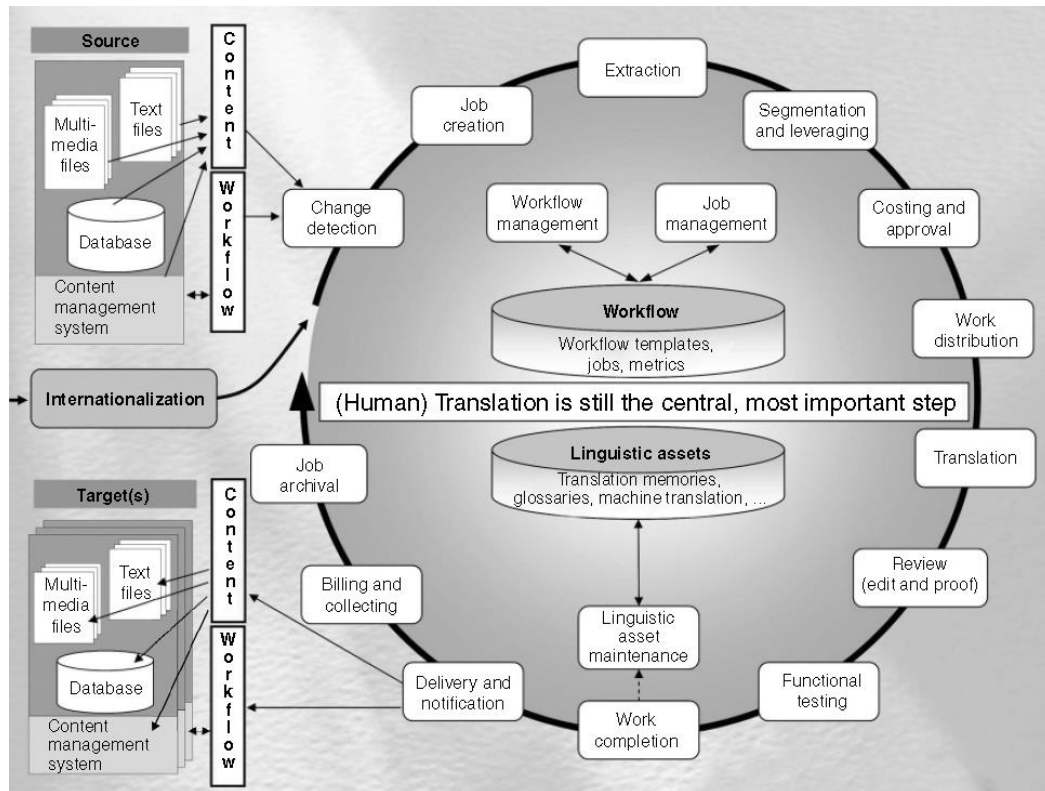 Source
Multi-
media
files
Text
files
Database
Content
management
system
Content
Workflow
Change
detection
Job
creation
Extraction
Segmentation
and leveraging
Costing and
approval
Work
distribution
Translation
Review
(edit and proof)
Functional
testing
Work
completion
Delivery and
notification
Billing and
collecting
Job
archival
Internationalization
Workflow
management
Job
management
Workflow
Workflow templates,
jobs, metrics
(Human) Translation is still the central, most important step
Linguistic assets
Translation memories,
glossaries, machine translation, ...
Linguistic
asset
maintenance
Target(s)
Multi-
media
files
Text
files
Database
Content
management
system
Content
Workflow